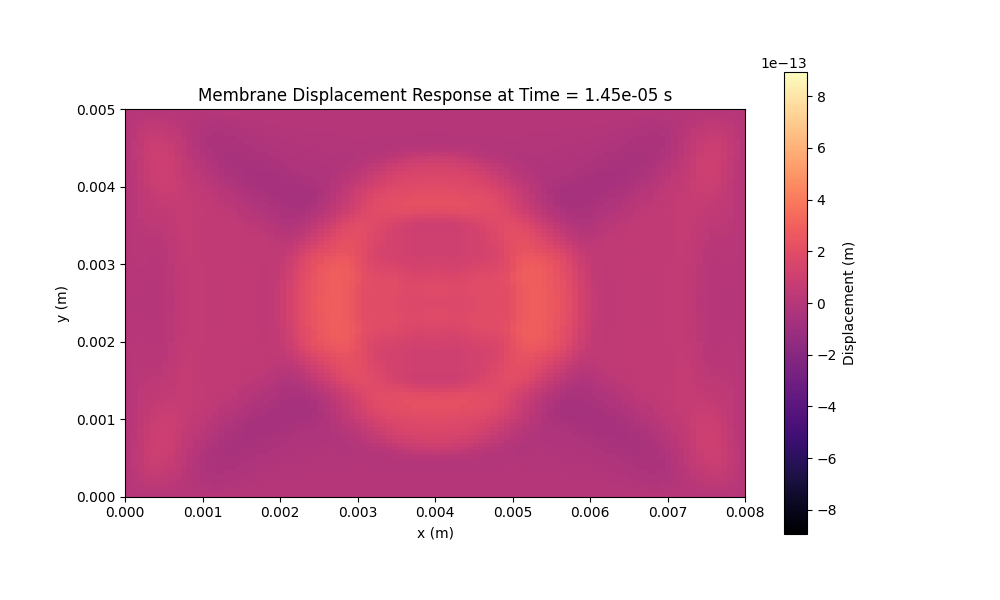 1e−13
Membrane Displacement Response at Time = 1.45e-05 s
0.005
0.004
0.003
0.002
0.001
0.000
y (m)
0.000 0.001 0.002 0.003 0.004 0.005 0.006 0.007 0.008
x (m)
8
6
4
2
0
−2
−4
−6
−8
Displacement (m)